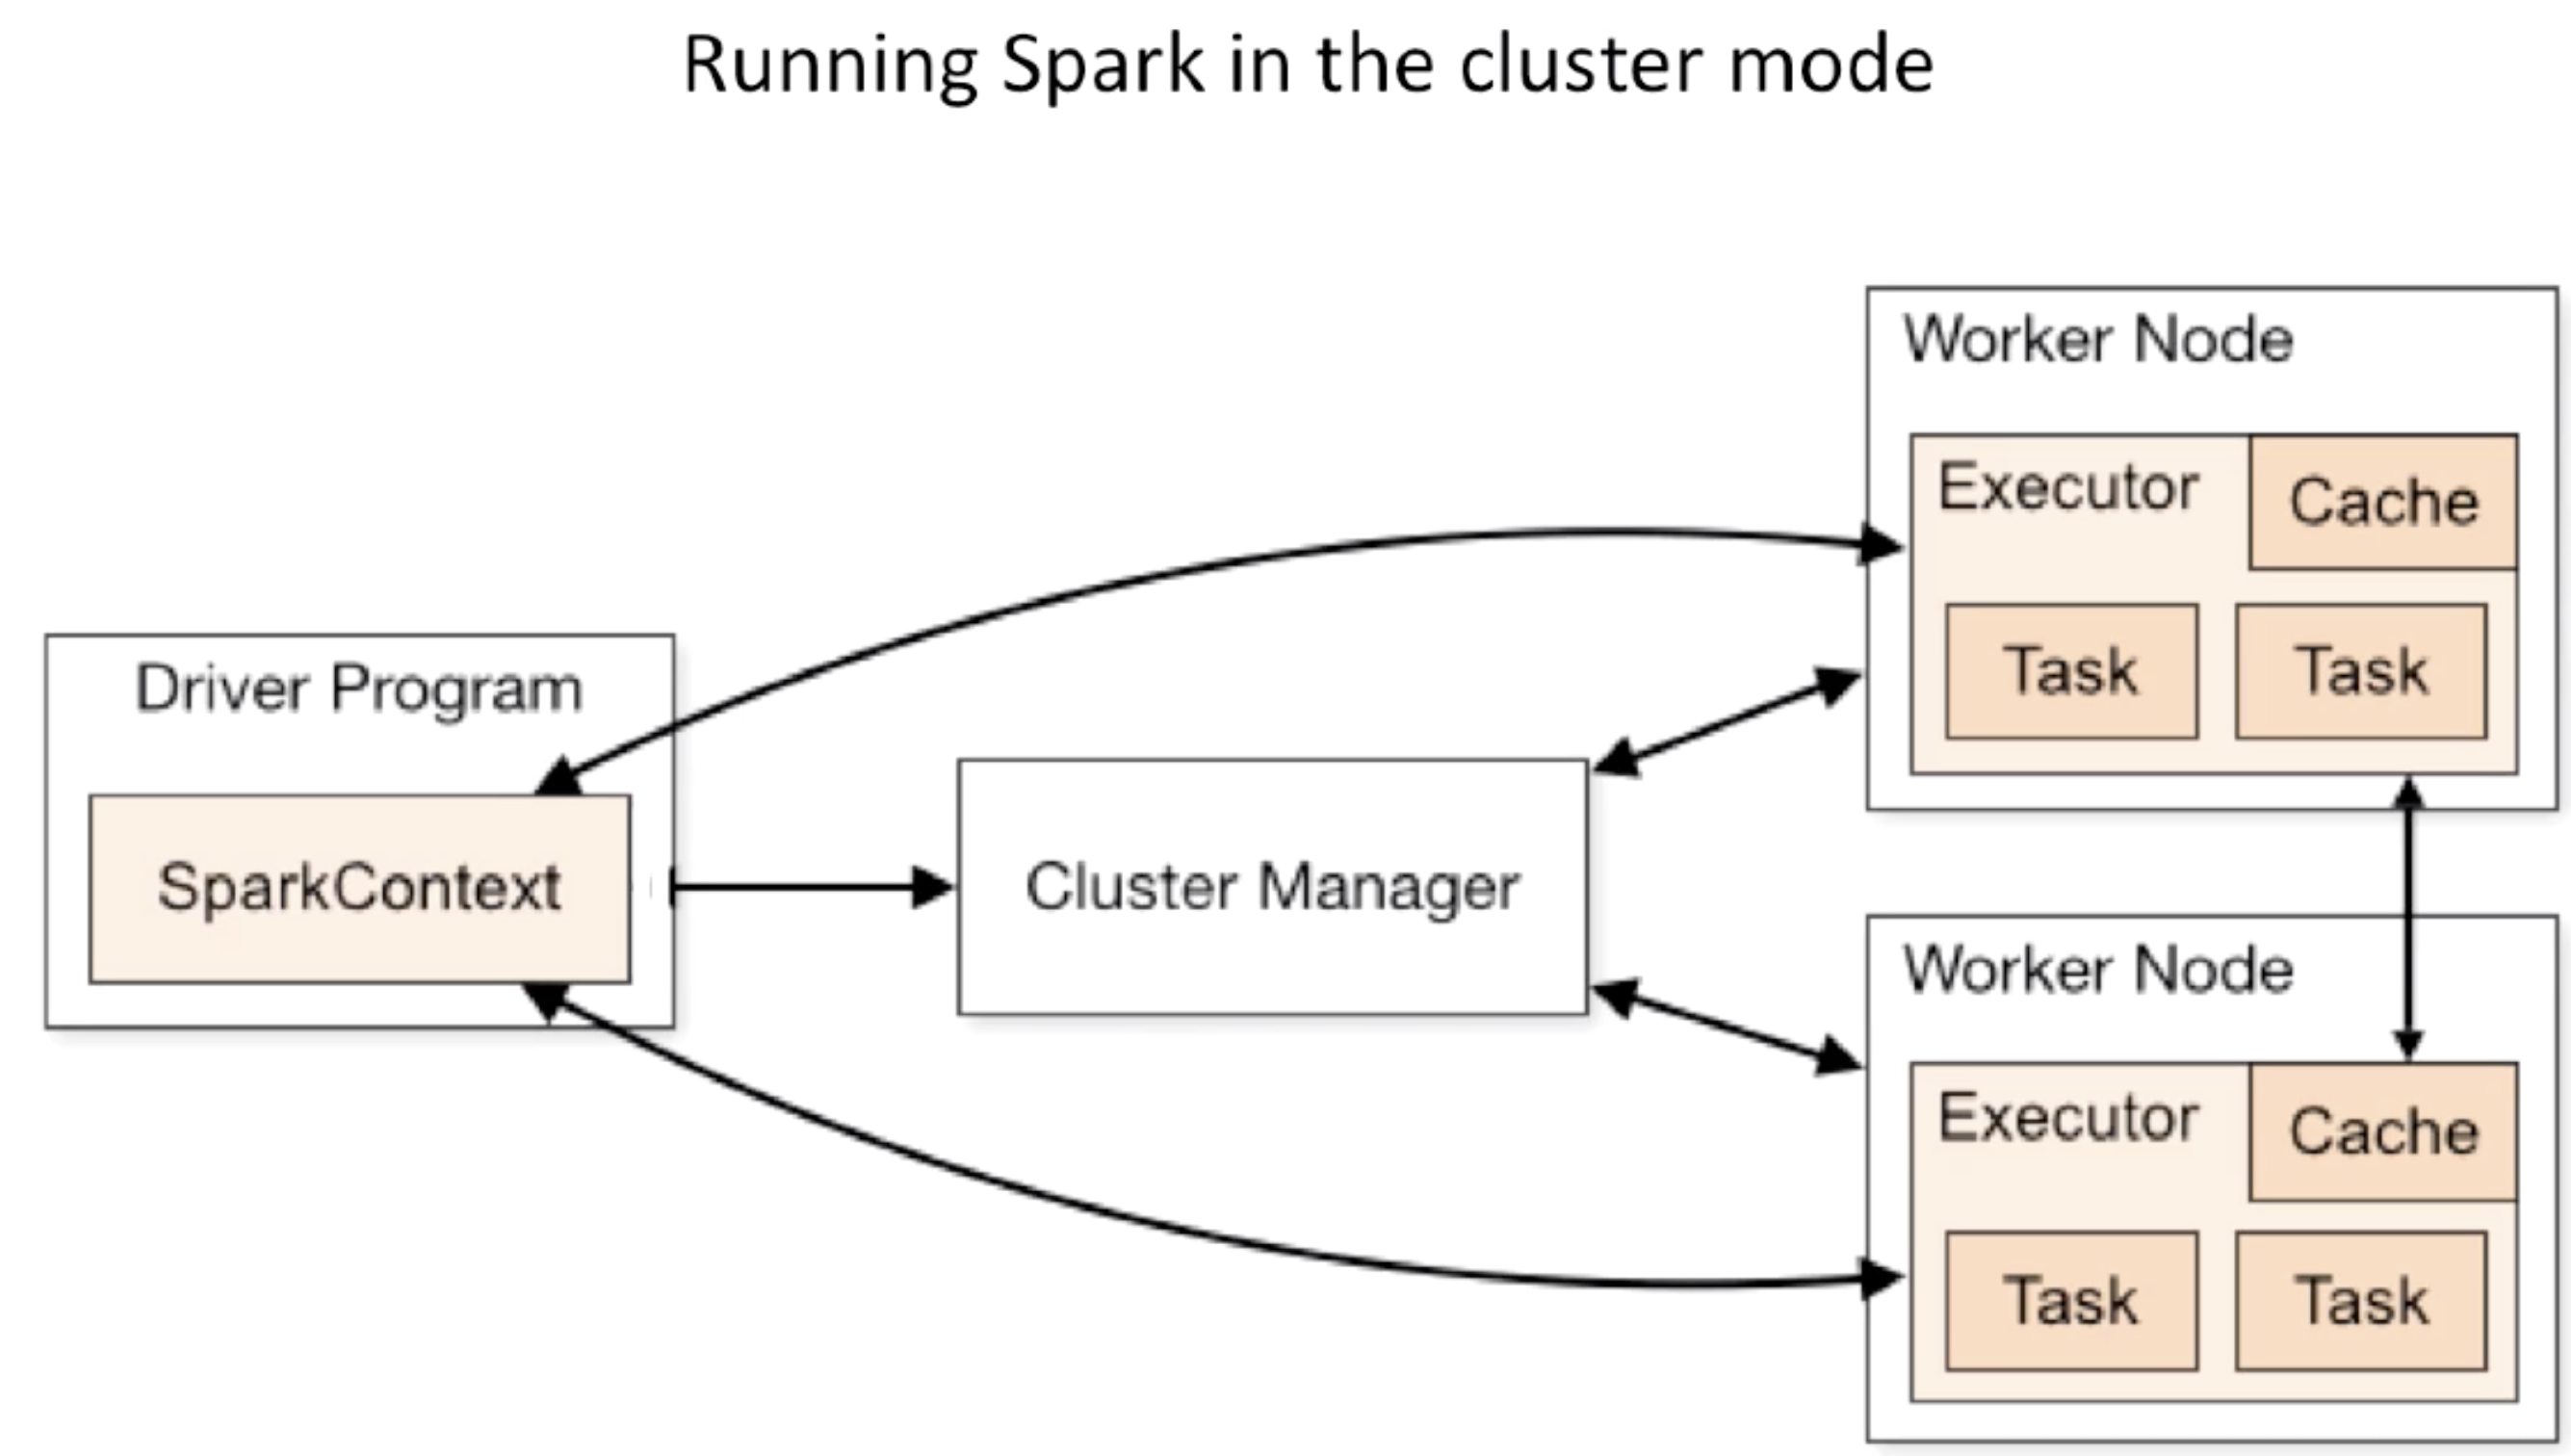 Running Spark in the cluster mode
Worker Node
Executor
Cache
Task
Task
Driver Program
SparkContext
Cluster Manager
Worker Node
Executor
Cache
Task
Task